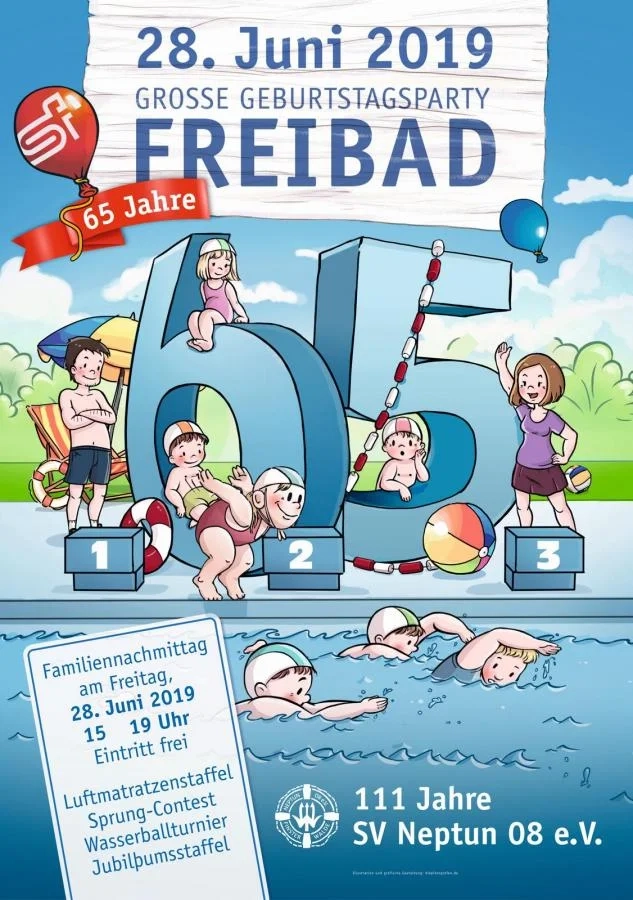 28. Juni 2019
GROSSE GEBURTSTAGSPARTY
FREIBAD
65 Jahre
65
1
2
3
Familiennachmittag
am Freitag,
28. Juni 2019
15 19 Uhr
Eintritt frei
Luftmatratzenstaffel
Sprung-Contest
Wasserballturnier
Jubilþumsstaffel
111 Jahre
SV Neptun 08 e.V.